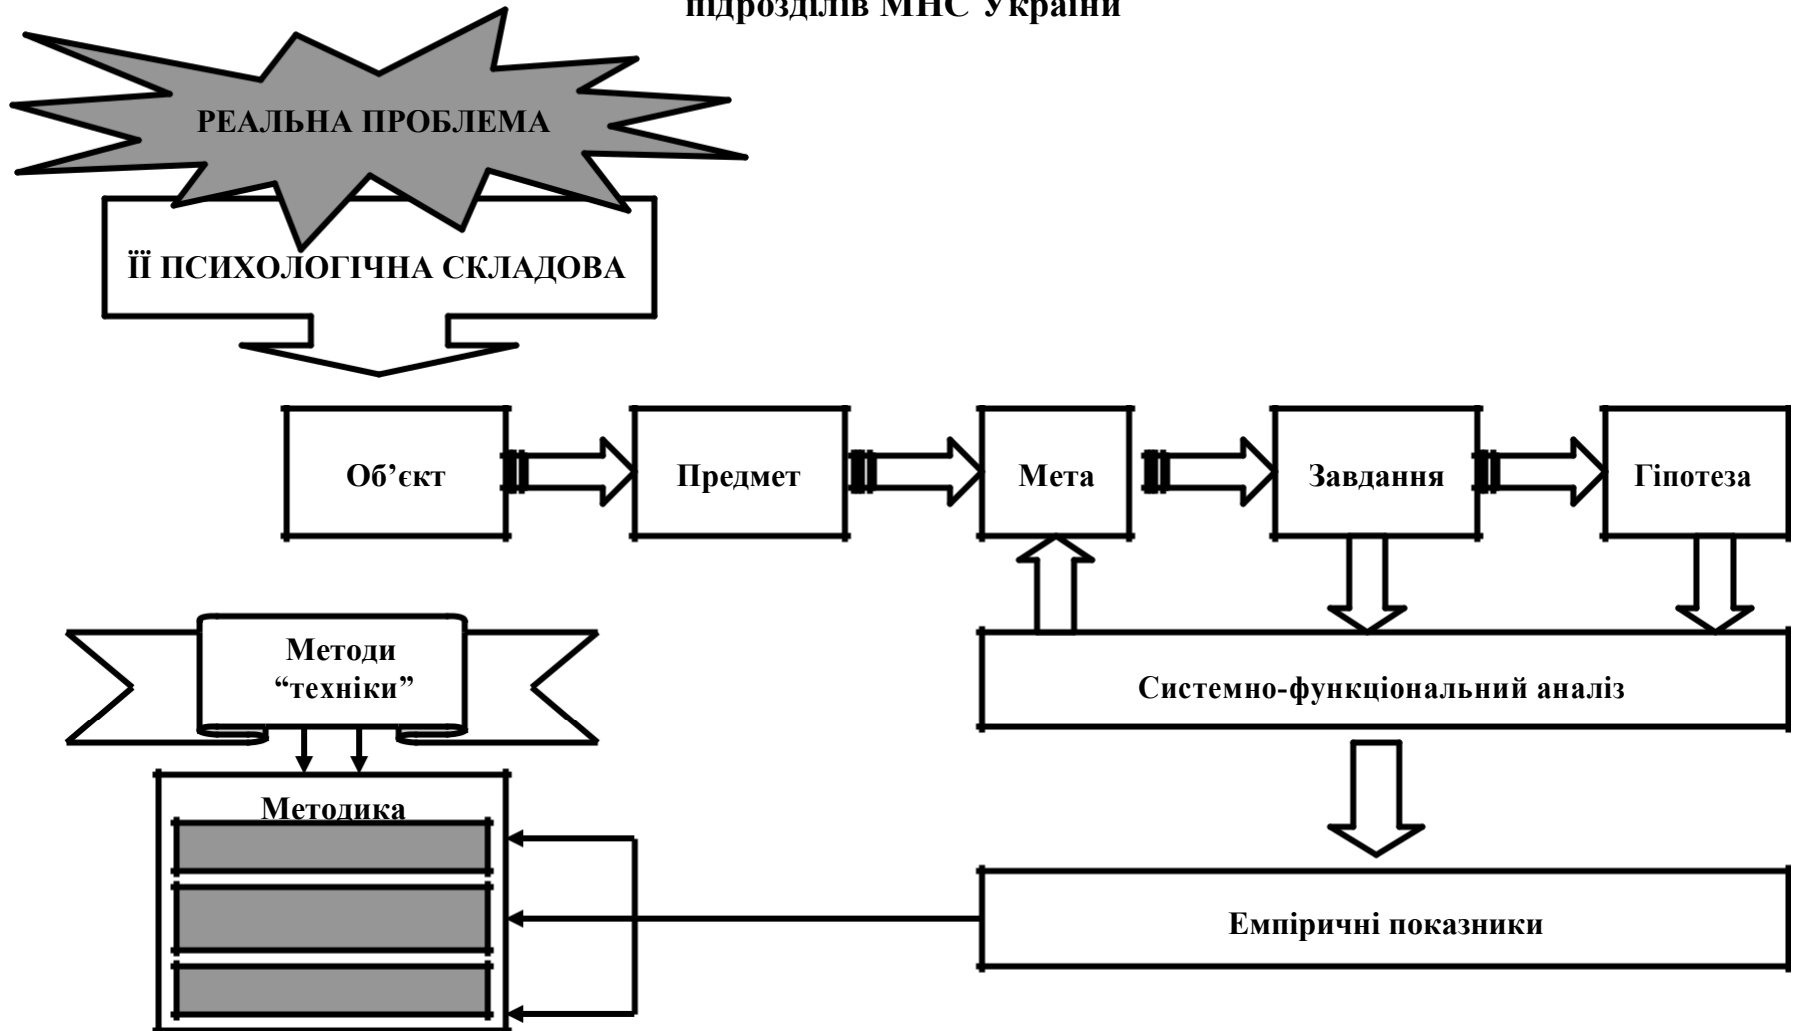 підрозділів МНС України
РЕАЛЬНА ПРОБЛЕМА
ЇЇ ПСИХОЛОГІЧНА СКЛАДОВА
Об’єкт
Предмет
Мета
Завдання
Гіпотеза
Методи
“техніки”
Системно-функціональний аналіз
Методика
Емпіричні показники